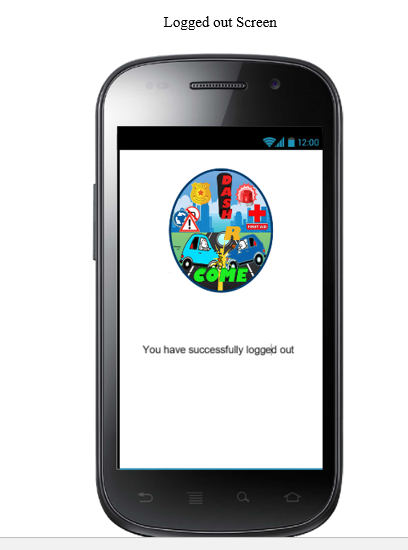 Logged out Screen
12:00
DASH
R
FIRST AID
COME
You have successfully logged out